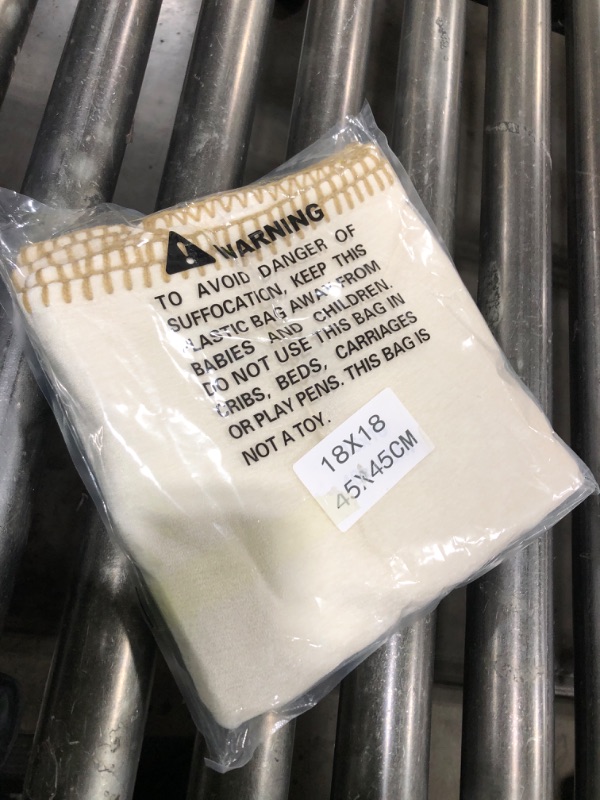 WARNING
TO AVOID DANGER OF
SUFFOCATION, KEEP THIS
PLASTIC BAG AWAY FROM
BABIES AND CHILDREN.
DO NOT USE THIS BAG IN
CRIBS, BEDS, CARRIAGES
OR PLAY PENS. THIS BAG IS
NOT A TOY.
18X18
45X45CM